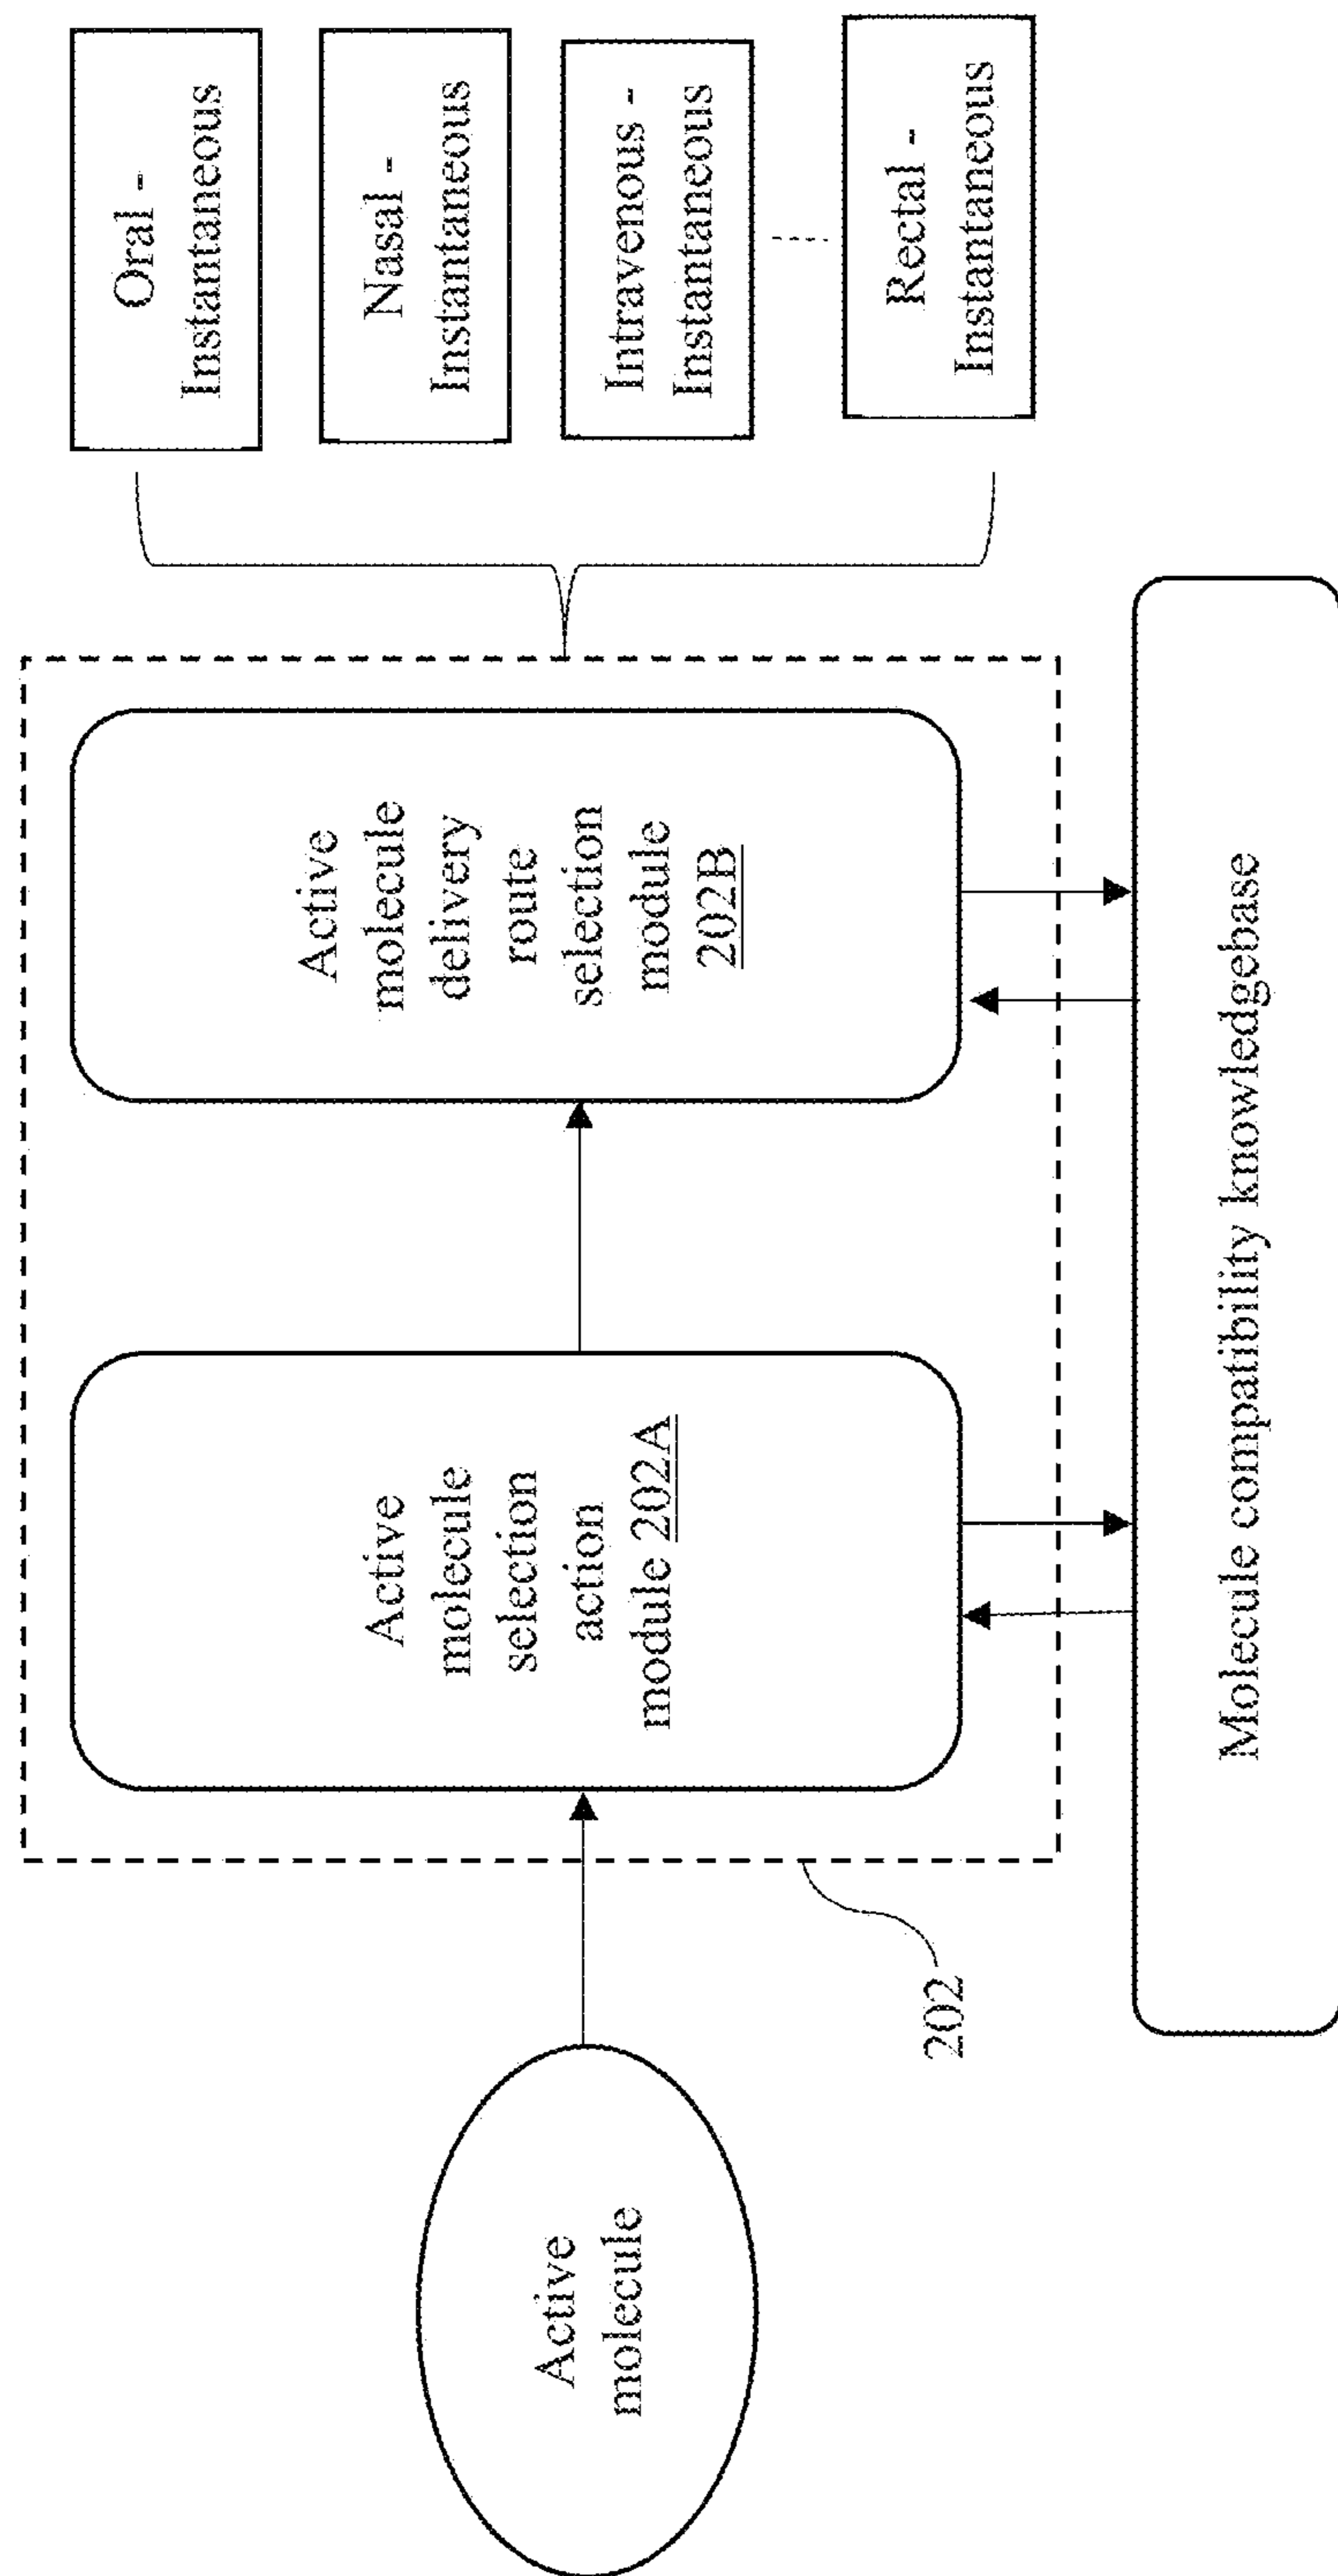 Active
molecule
202
Active
molecule
selection
action
module 202A
Active
molecule
delivery
route
selection
module
202B
Oral -
Instantaneous
Nasal -
Instantaneous
Intravenous -
Instantaneous
Rectal -
Instantaneous
Molecule compatibility knowledgebase